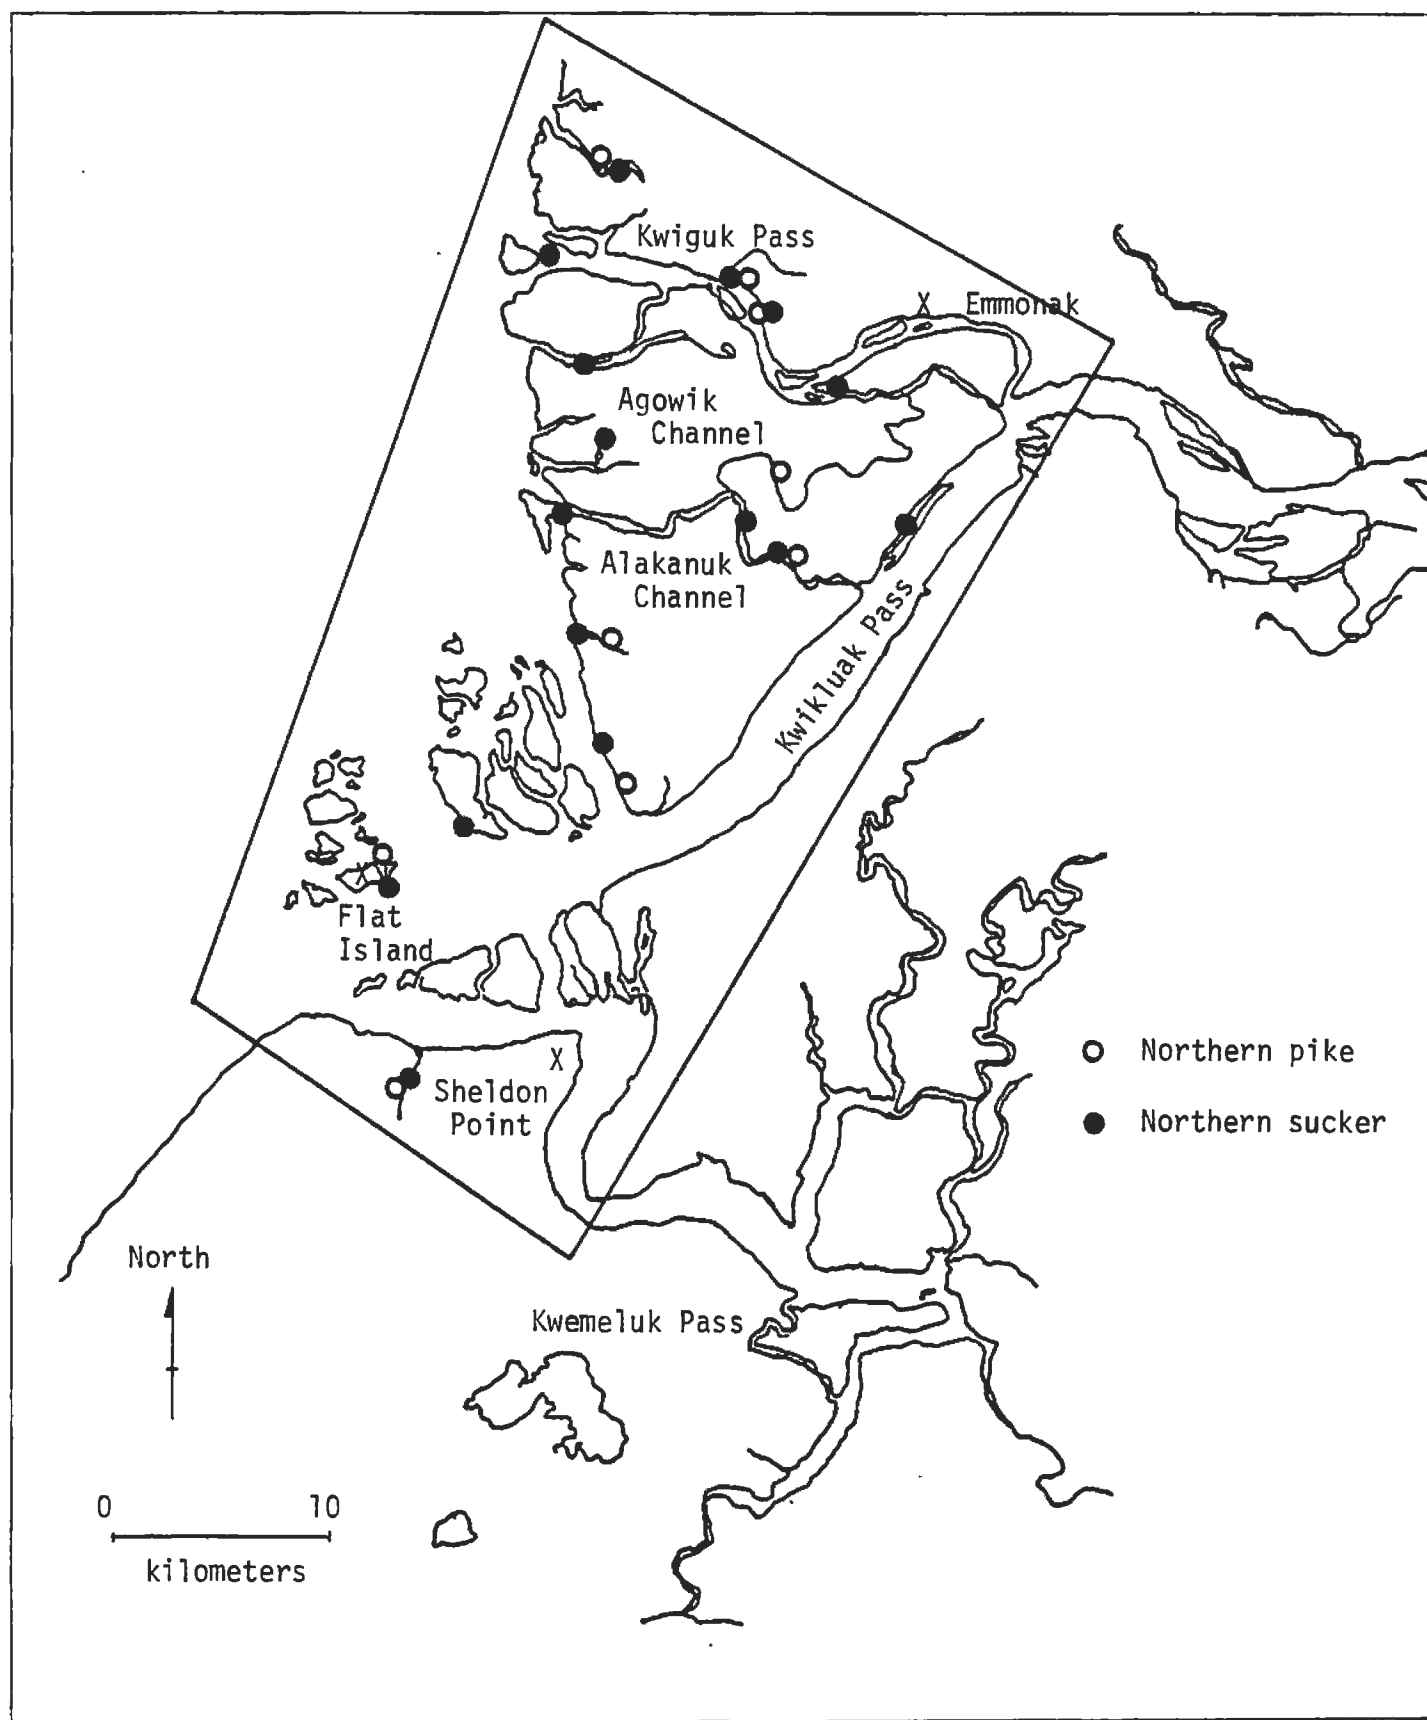 Kwiguk Pass
X Emmonak
Agowik
Channel
Alakanuk
Channel
Kwikluak Pass
X
Flat
Island
X
Sheldon
Point
Northern pike
Northern sucker
North
Kwemeluk Pass
0 10
kilometers